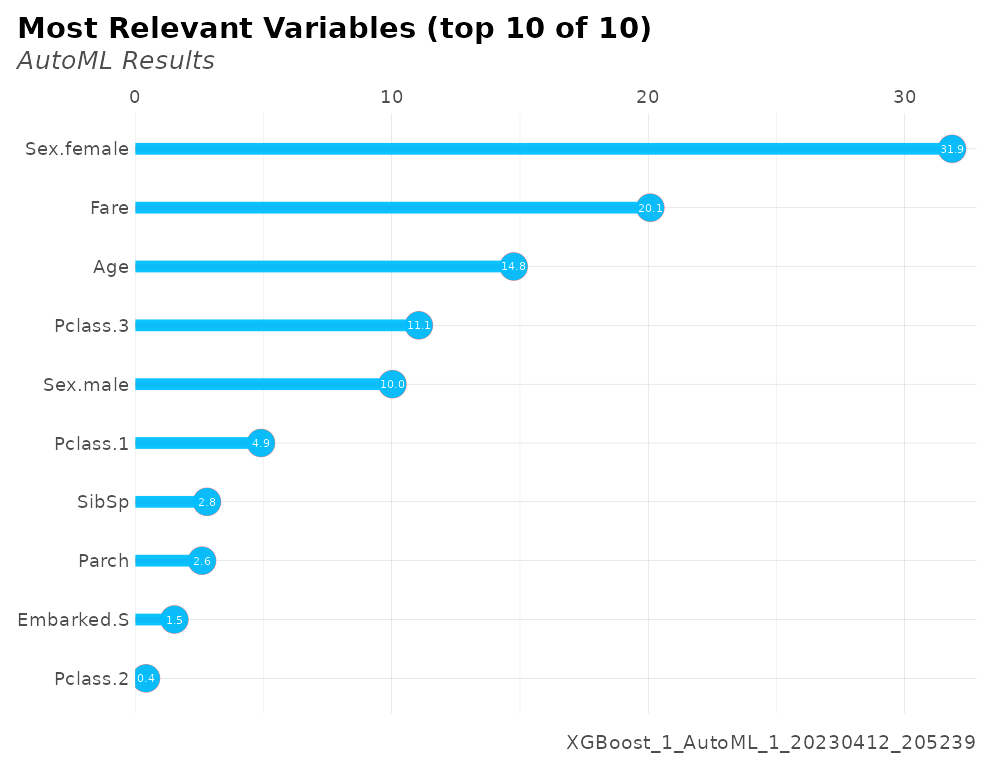 Most Relevant Variables (top 10 of 10)
AutoML Results
0 10 20 30
Sex.female 31.9
Fare 20.1
Age 14.8
Pclass.3 11.1
Sex.male 10.0
Pclass.1 4.9
SibSp 2.8
Parch 2.6
Embarked.S 1.5
Pclass.2 0.4
XGBoost_1_AutoML_1_20230412_205239